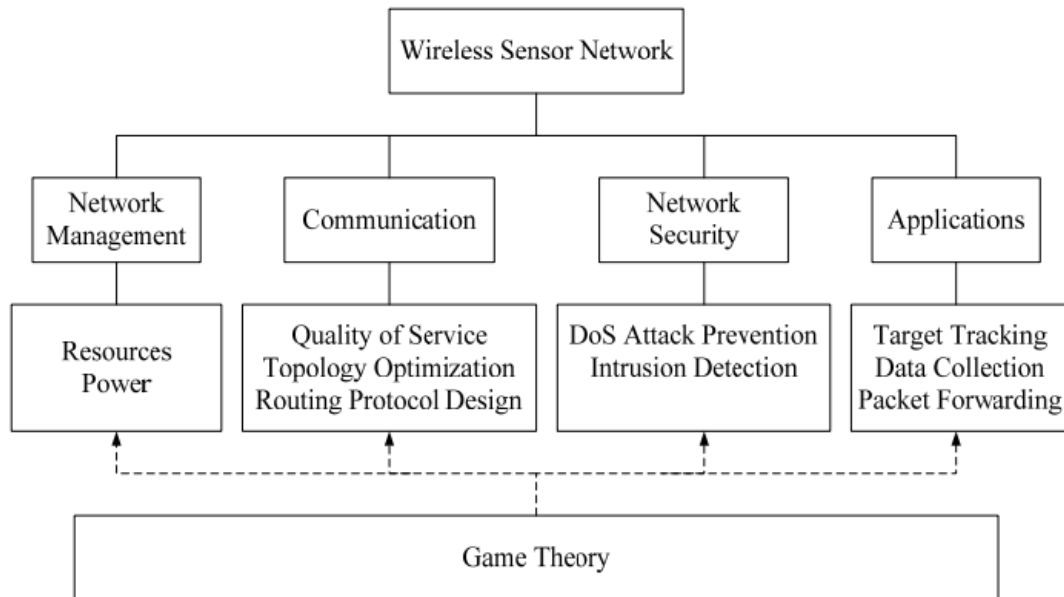 Wireless Sensor Network
Network
Management
Communication
Network
Security
Applications
Resources
Power
Quality of Service
Topology Optimization
Routing Protocol Design
DoS Attack Prevention
Intrusion Detection
Target Tracking
Data Collection
Packet Forwarding
Game Theory